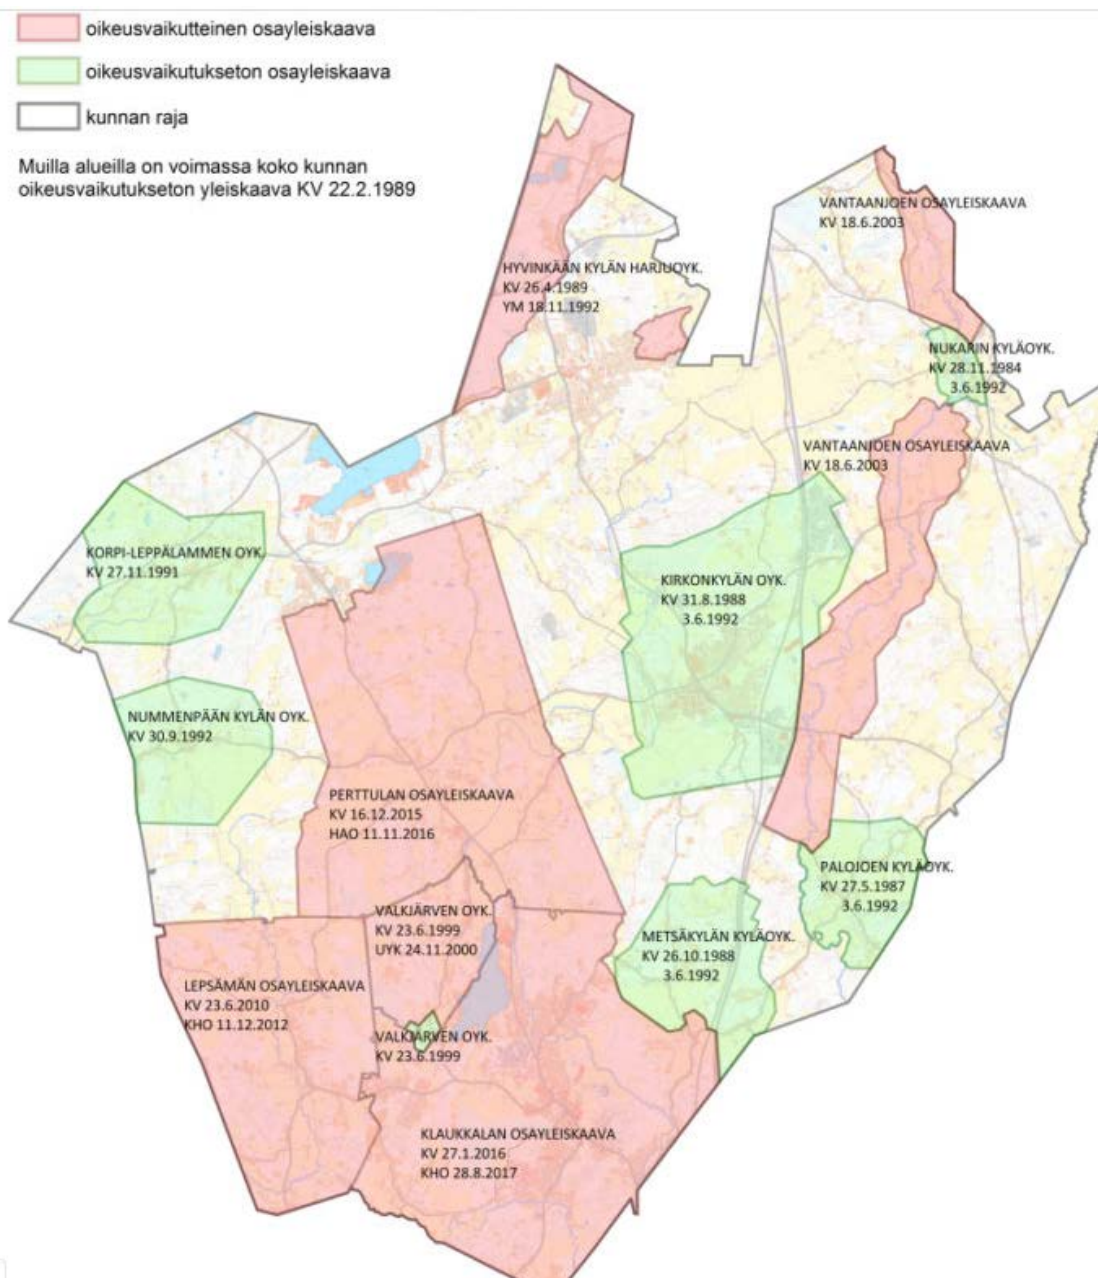 oikeusvaikutteinen osayleiskaava
oikeusvaikutukseton osayleiskaava
kunnan raja
Muilla alueilla on voimassa koko kunnan
oikeusvaikutukseton yleiskaava KV 22.2.1989
VANTAANJOEN OSAYLEISKAAVA
KV 18.6.2003
HYVINKÄÄN KYLÄN HARJUOYK.
KV 26.4.1989
YM 18.11.1992
NUKARIN KYLÄOYK.
KV 28.11.1984
3.6.1992
VANTAANJOEN OSAYLEISKAAVA
KV 18.6.2003
KORPI-LEPPÄLAMMEN OYK.
KV 27.11.1991
KIRKONKYLÄN OYK.
KV 31.8.1988
3.6.1992
NUMMENPÄÄN KYLÄN OYK.
KV 30.9.1992
PERTTULAN OSAYLEISKAAVA
KV 16.12.2015
HAO 11.11.2016
PALOJOEN KYLÄOYK.
KV 27.5.1987
3.6.1992
VALKJÄRVEN OYK.
KV 23.6.1999
UYK 24.11.2000
METSÄKYLÄN KYLÄOYK.
KV 26.10.1988
3.6.1992
LEPSÄMÄN OSAYLEISKAAVA
KV 23.6.2010
KHO 11.12.2012
VALKJÄRVEN OYK.
KV 23.6.1999
KLAUKKALAN OSAYLEISKAAVA
KV 27.1.2016
KHO 28.8.2017